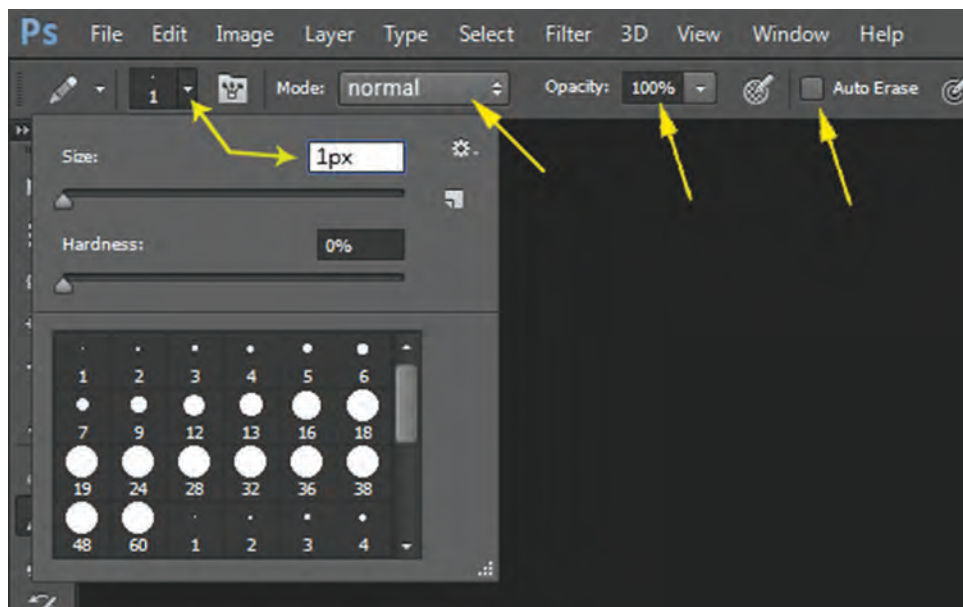 Ps File Edit Image Layer Type Select Filter 3D View Window Help
1 Mode: normal Opacity: 100% Auto Erase
Size: 1px
Hardness: 0%
1 2 3 4 5 6
7 9 12 13 16 18
19 24 28 32 36 38
48 60 1 2 3 4